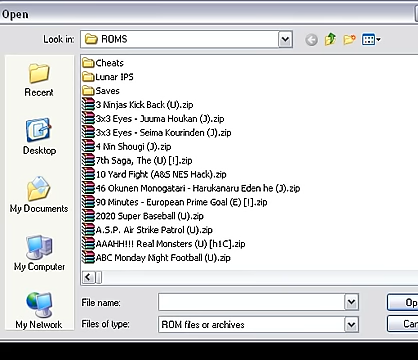 Open
Look in: ROMS
Cheats
Lunar IPS
Saves
3 Ninjas Kick Back (U).zip
3x3 Eyes - Juuma Houkan (J).zip
3x3 Eyes - Seima Kourinden (J).zip
4 Nin Shougi (J).zip
7th Saga, The (U) [!].zip
10 Yard Fight (A&S NES Hack).zip
46 Okunen Monogatari - Harukanaru Eden he (J).zip
90 Minutes - European Prime Goal (E) [!].zip
2020 Super Baseball (U).zip
A.S.P. Air Strike Patrol (U).zip
AAAHH!!! Real Monsters (U) [h1C].zip
ABC Monday Night Football (U).zip
Recent
Desktop
My Documents
My Computer
My Network
File name:
Op
Files of type: ROM files or archives
Can